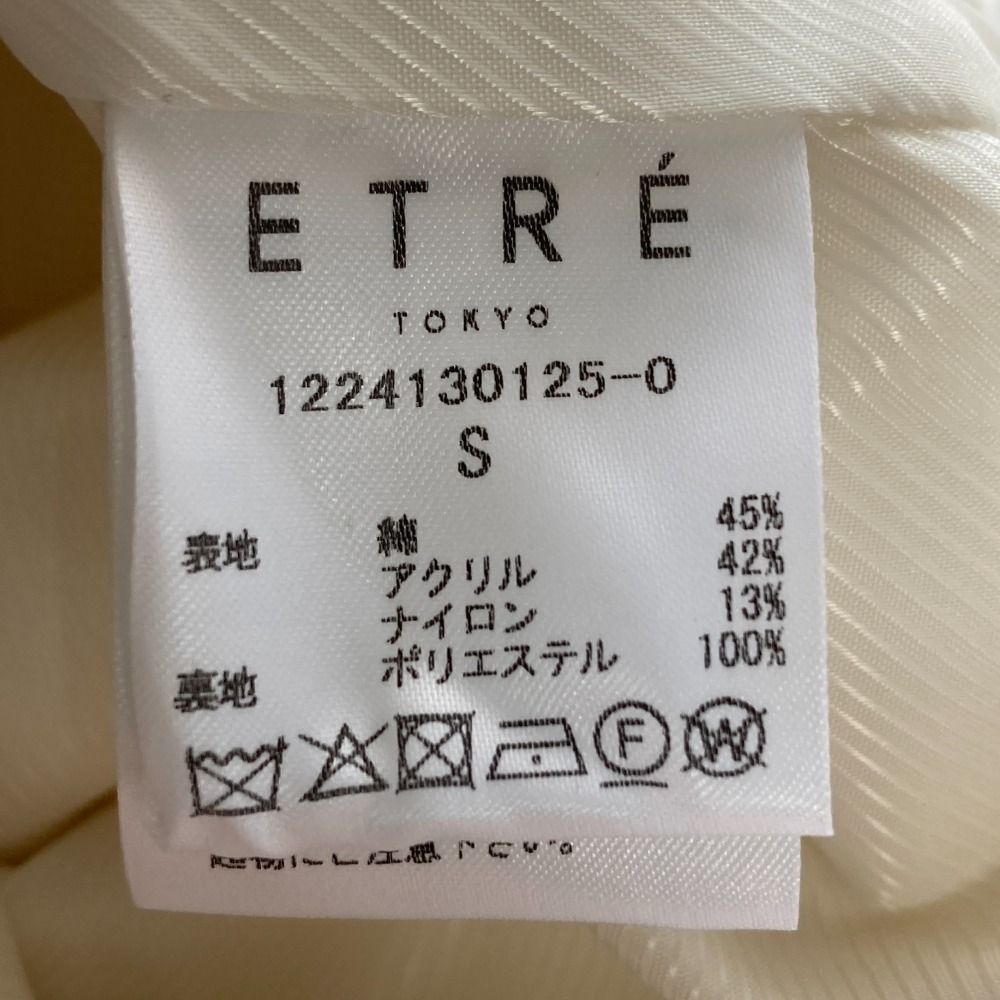 ETRÉ
TOKYO
1224130125-0
S
表地 綿 45%
アクリル 42%
ナイロン 13%
裏地 ポリエステル 100%
F W